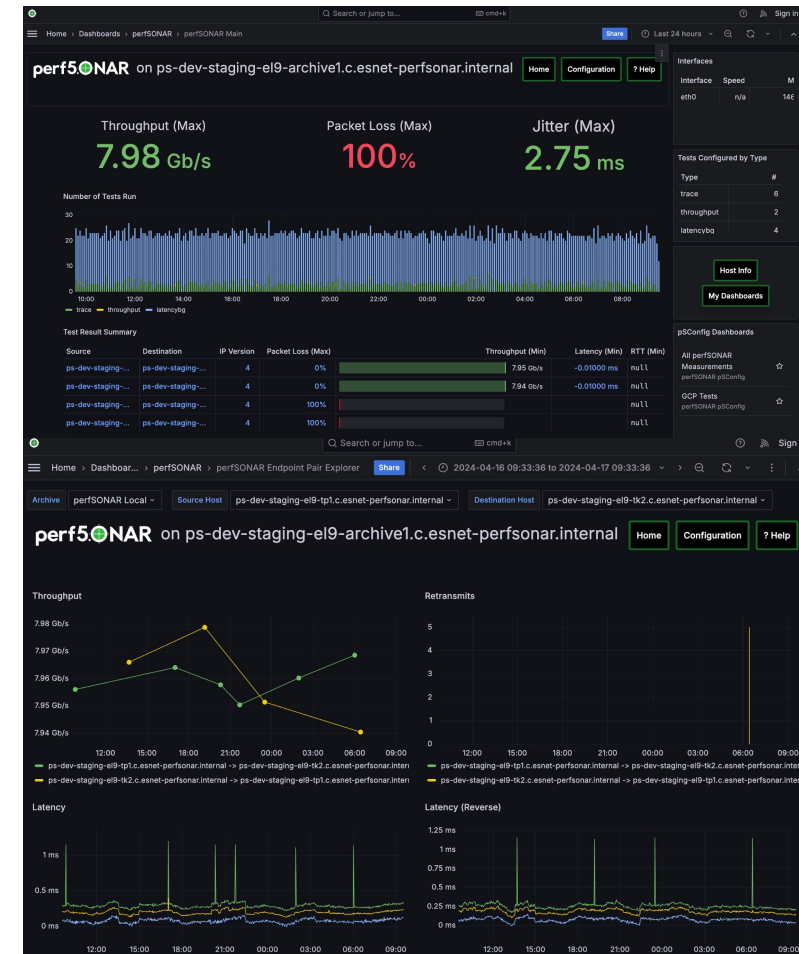 Search or jump to... cmd+k Sign in
Home › Dashboards › perfSONAR › perfSONAR Main Share Last 24 hours
perf5ONAR on ps-dev-staging-el9-archive1.c.esnet-perfsonar.internal Home Configuration ? Help
Interfaces
Interface Speed M
eth0 n/a 146
Throughput (Max) Packet Loss (Max) Jitter (Max)
7.98 Gb/s 100% 2.75 ms
Tests Configured by Type
Type #
trace 6
throughput 2
latencybg 4
Number of Tests Run
30
20
10
0
10:00 12:00 14:00 16:00 18:00 20:00 22:00 00:00 02:00 04:00 06:00 08:00
trace throughput latencybg
Host Info
My Dashboards
Test Result Summary
Source Destination IP Version Packet Loss (Max) Throughput (Min) Latency (Min) RTT (Min)
ps-dev-staging-... ps-dev-staging-... 4 0% 7.95 Gb/s -0.01000 ms null
ps-dev-staging-... ps-dev-staging-... 4 0% 7.94 Gb/s -0.01000 ms null
ps-dev-staging-... ps-dev-staging-... 4 100% null
ps-dev-staging-... ps-dev-staging-... 4 100% null
pSConfig Dashboards
All perfSONAR
Measurements
perfSONAR pSConfig
GCP Tests
perfSONAR pSConfig
Search or jump to... cmd+k Sign
Home › Dashboar... › perfSONAR › perfSONAR Endpoint Pair Explorer Share 2024-04-16 09:33:36 to 2024-04-17 09:33:36
Archive perfSONAR Local Source Host ps-dev-staging-el9-tp1.c.esnet-perfsonar.internal Destination Host ps-dev-staging-el9-tk2.c.esnet-perfsonar.internal
perf5ONAR on ps-dev-staging-el9-archive1.c.esnet-perfsonar.internal Home Configuration ? Help
Throughput
7.98 Gb/s
7.97 Gb/s
7.96 Gb/s
7.95 Gb/s
7.94 Gb/s
12:00 15:00 18:00 21:00 00:00 03:00 06:00 09:00
ps-dev-staging-el9-tp1.c.esnet-perfsonar.internal -> ps-dev-staging-el9-tk2.c.esnet-perfsonar.intern
ps-dev-staging-el9-tk2.c.esnet-perfsonar.internal -> ps-dev-staging-el9-tp1.c.esnet-perfsonar.intern
Retransmits
5
4
3
2
1
0
12:00 15:00 18:00 21:00 00:00 03:00 06:00 09:00
ps-dev-staging-el9-tp1.c.esnet-perfsonar.internal -> ps-dev-staging-el9-tk2.c.esnet-perfsonar.inter
ps-dev-staging-el9-tk2.c.esnet-perfsonar.internal -> ps-dev-staging-el9-tp1.c.esnet-perfsonar.inter
Latency
1 ms
0.5 ms
0 ms
12:00 15:00 18:00 21:00 00:00 03:00 06:00 09:00
Latency (Reverse)
1.25 ms
1 ms
0.75 ms
0.5 ms
0.25 ms
0 ms
12:00 15:00 18:00 21:00 00:00 03:00 06:00 09:00